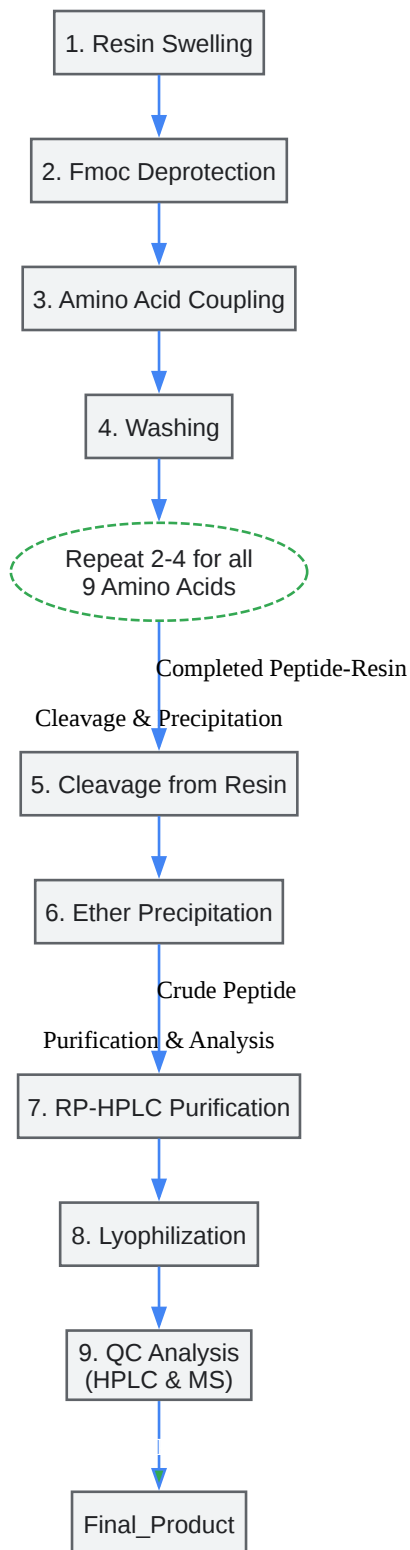 1. Resin Swelling
2. Fmoc Deprotection
3. Amino Acid Coupling
4. Washing
Repeat 2-4 for all
9 Amino Acids
Completed Peptide-Resin
Cleavage & Precipitation
5. Cleavage from Resin
6. Ether Precipitation
Crude Peptide
Purification & Analysis
7. RP-HPLC Purification
8. Lyophilization
9. QC Analysis
(HPLC & MS)
Final_Product